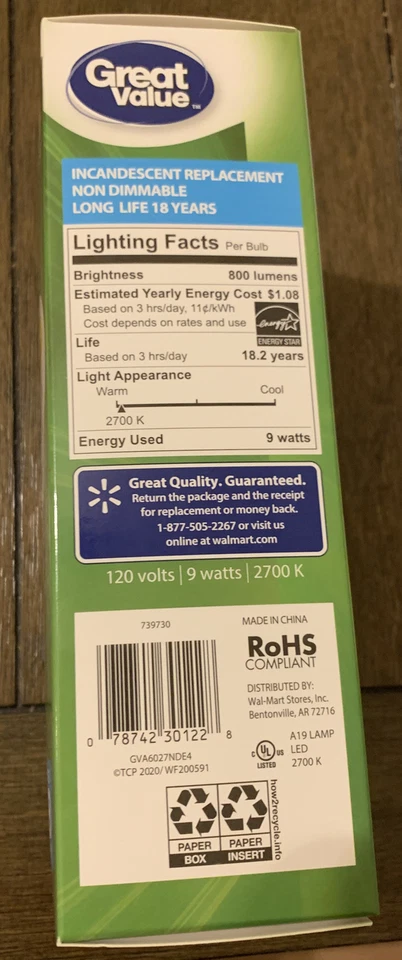 Great
Value™
INCANDESCENT REPLACEMENT
NON DIMMABLE
LONG LIFE 18 YEARS
Lighting Facts Per Bulb
Brightness 800 lumens
Estimated Yearly Energy Cost $1.08
Based on 3 hrs/day, 11¢/kWh
Cost depends on rates and use
energy
ENERGY STAR
Life
Based on 3 hrs/day 18.2 years
Light Appearance
Warm Cool
2700 K
Energy Used 9 watts
Great Quality. Guaranteed.
Return the package and the receipt
for replacement or money back.
1-877-505-2267 or visit us
online at walmart.com
120 volts | 9 watts | 2700 K
739730
0 78742 30122 8
GVA6027NDE4
©TCP 2020/ WF200591
MADE IN CHINA
RoHS
COMPLIANT
DISTRIBUTED BY:
Wal-Mart Stores, Inc.
Bentonville, AR 72716
C UL US
LISTED
A19 LAMP
LED
2700 K
PAPER
BOX
PAPER
INSERT
how2recycle.info